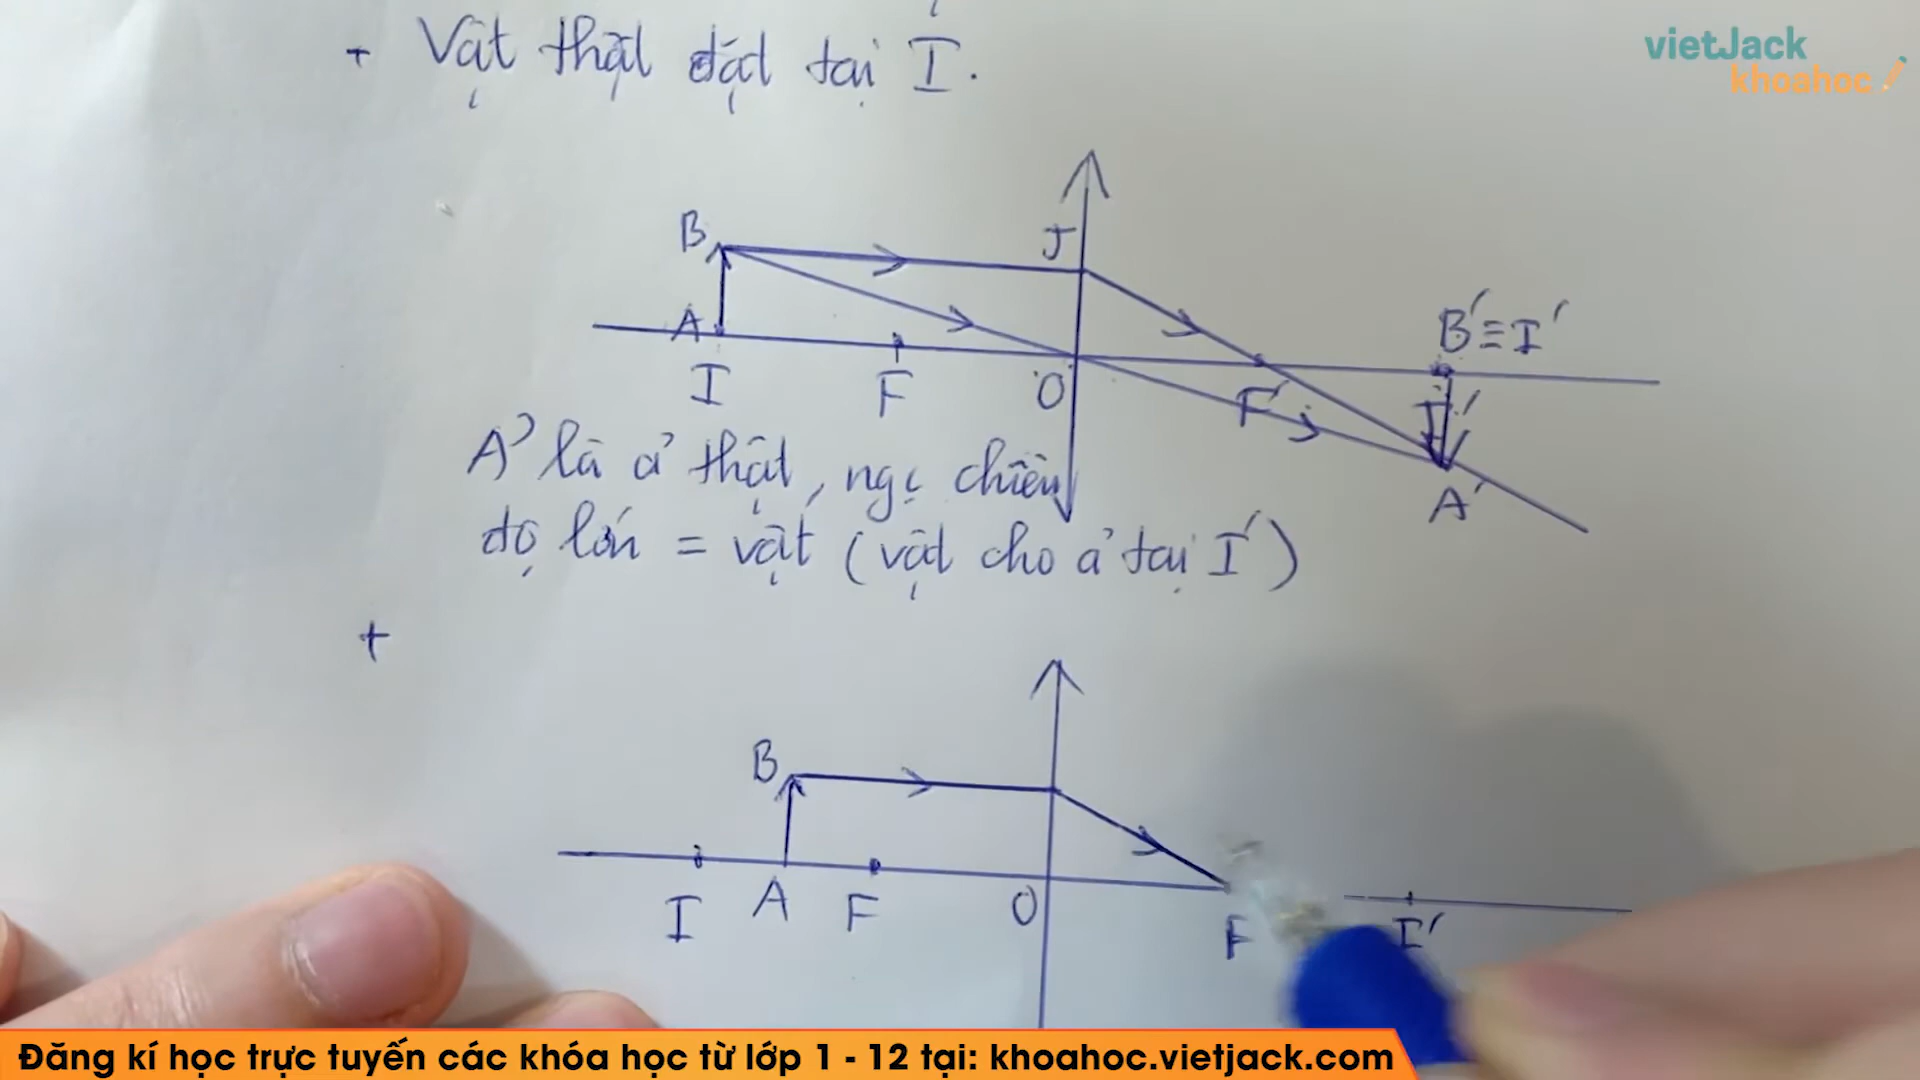 + Vật thật đặt tại I.
vietJack
khoahoc
B
J
A
B'≡I'
I
F
O
F'
I'
A'
A' là ả thật, ngc chiều
độ lớn = vật (vật cho ả tại I')
+
B
I
A
F
O
F
I'
Đăng kí học trực tuyến các khóa học từ lớp 1 - 12 tại: khoahoc.vietjack.com